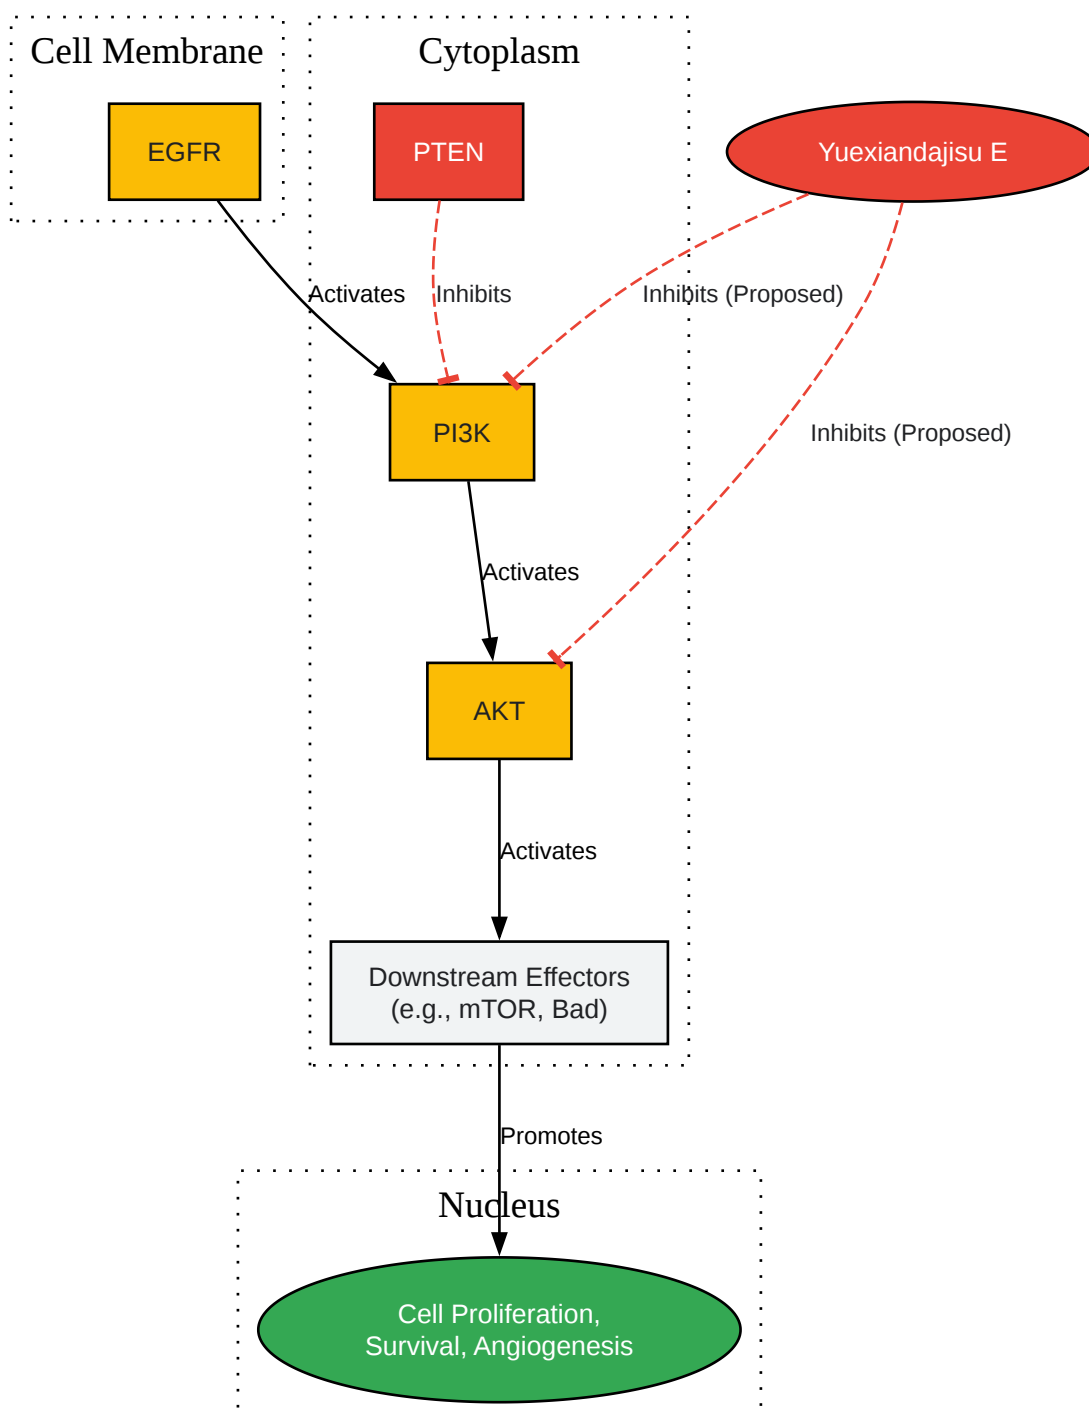 Cell Membrane
Cytoplasm
EGFR
PTEN
Yuexiandajisu E
Activates
Inhibits
Inhibits (Proposed)
PI3K
Inhibits (Proposed)
Activates
AKT
Activates
Downstream Effectors
(e.g., mTOR, Bad)
Promotes
Nucleus
Cell Proliferation,
Survival, Angiogenesis